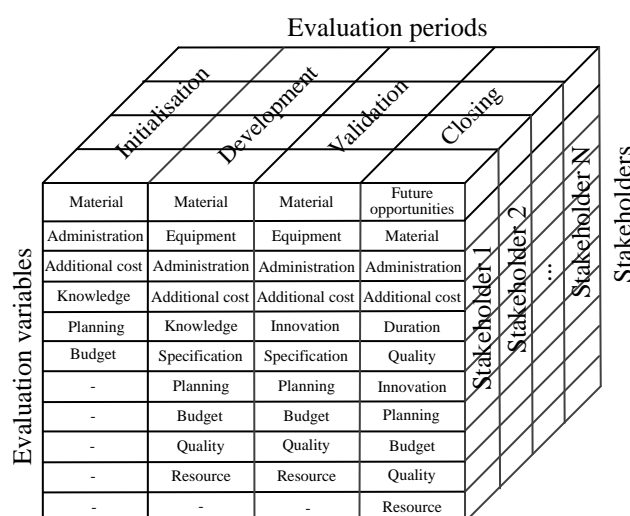 Evaluation periods
Initialisation Development Validation Closing
Material Material Material Future opportunities
Administration Equipment Equipment Material
Additional cost Administration Administration Administration
Knowledge Additional cost Additional cost Additional cost
Planning Knowledge Innovation Duration
Budget Specification Specification Quality
- Planning Planning Innovation
- Budget Budget Planning
- Quality Quality Budget
- Resource Resource Quality
- - - Resource
Evaluation variables
Stakeholder 1
Stakeholder 2
...
Stakeholder N
Stakeholders